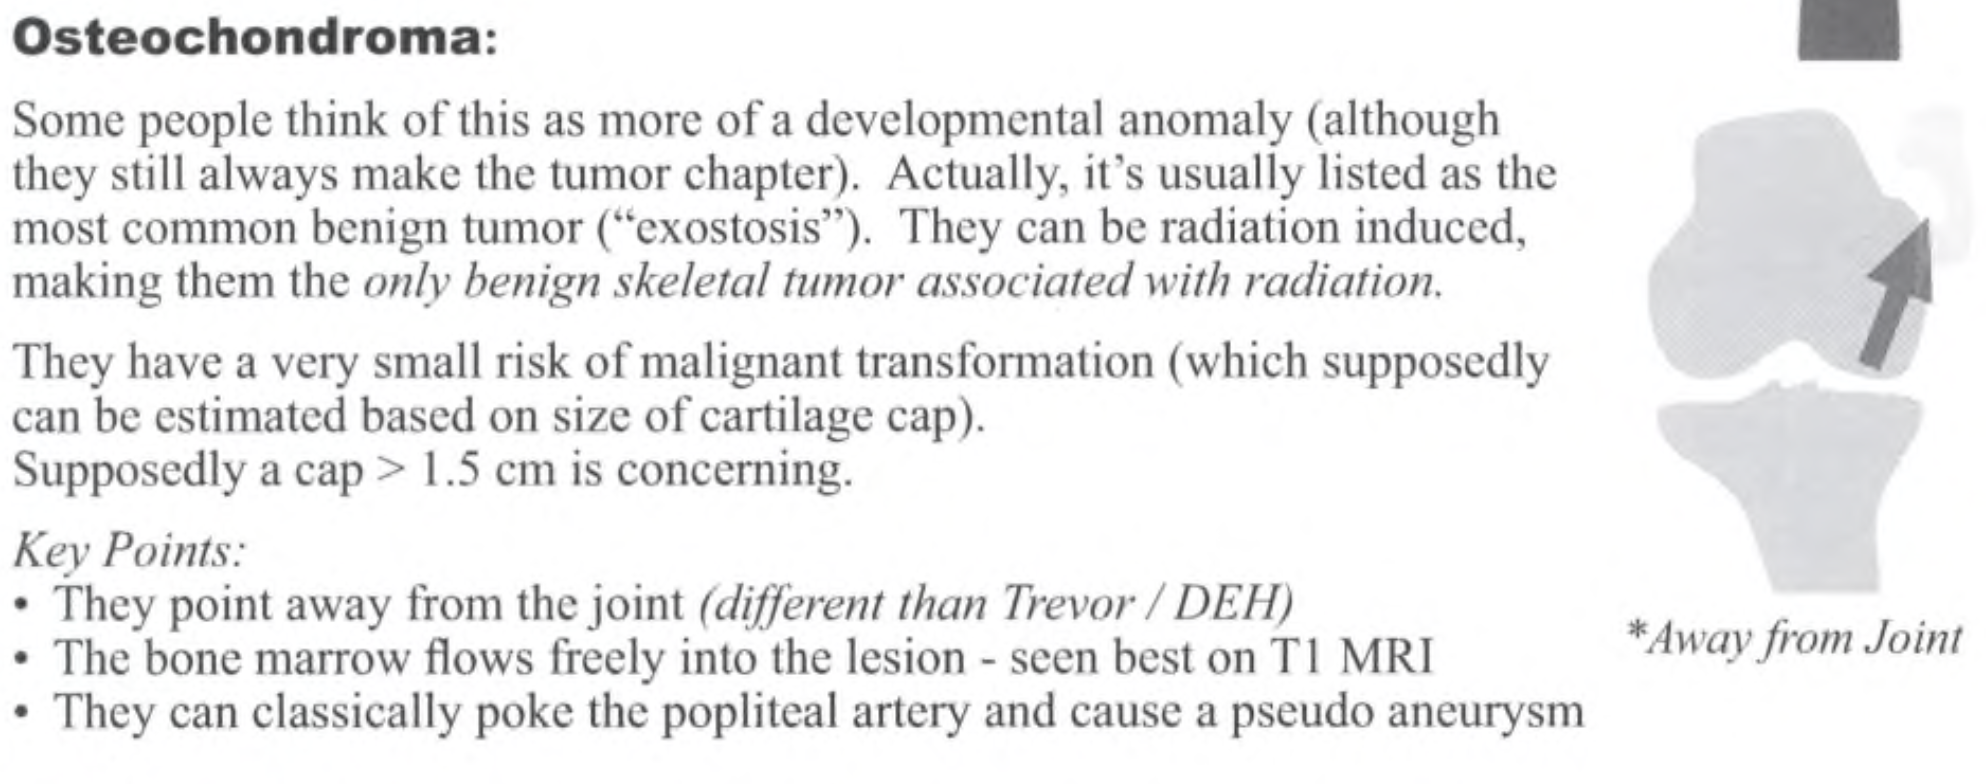 Osteochondroma:
Some people think of this as more of a developmental anomaly (although
they still always make the tumor chapter).  Actually, it's usually listed as the
most common benign tumor (“exostosis”).  They can be radiation induced,
making them the only benign skeletal tumor associated with radiation.
They have a very small risk of malignant transformation (which supposedly
can be estimated based on size of cartilage cap).
Supposedly a cap > 1.5 cm is concerning.
Key Points:
• They point away from the joint (different than Trevor / DEH)
• The bone marrow flows freely into the lesion - seen best on T1 MRI
• They can classically poke the popliteal artery and cause a pseudo aneurysm
*Away from Joint